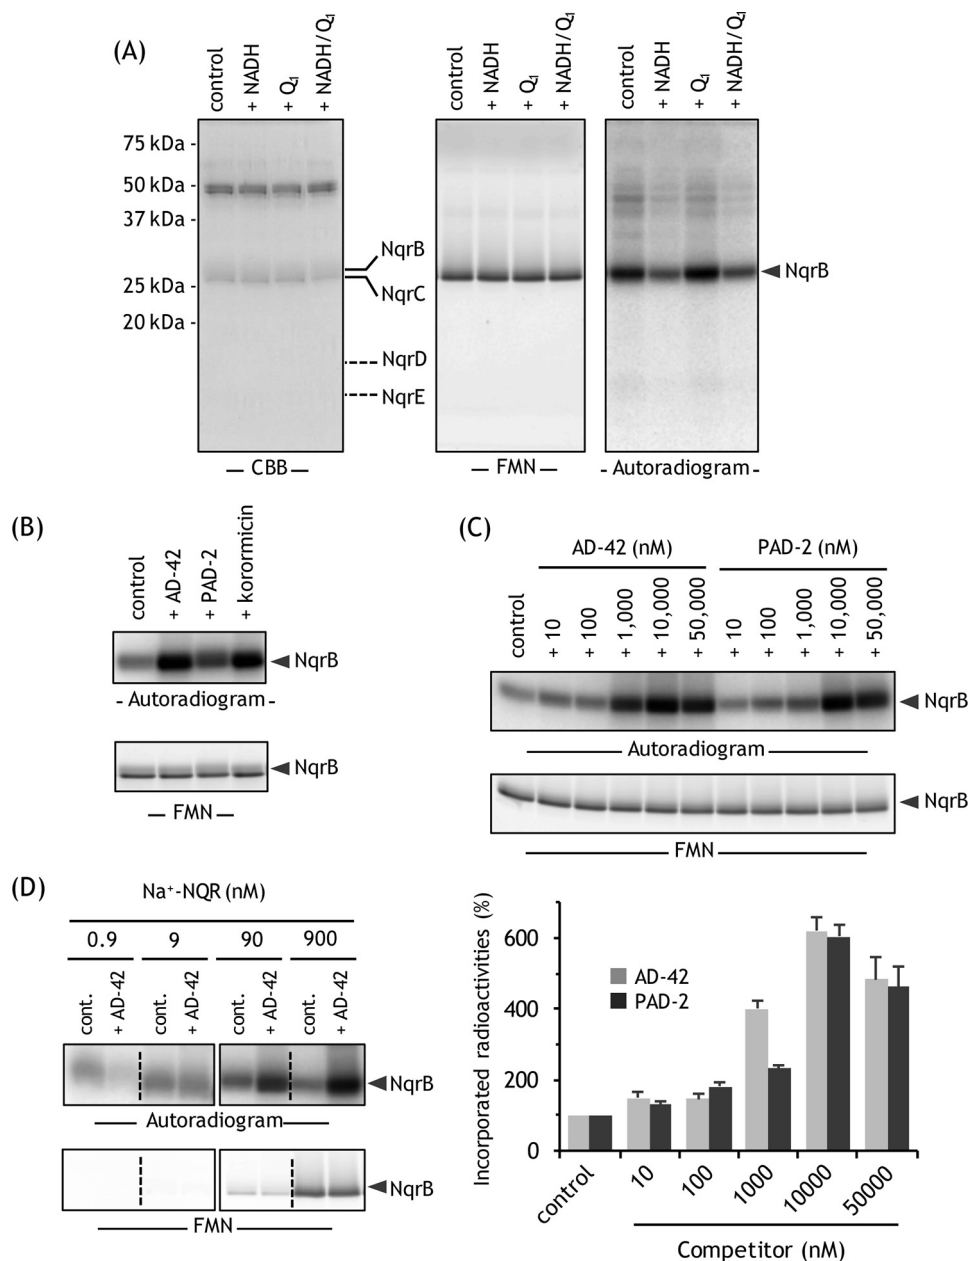 (A)
control
+ NADH
+ Q1
+ NADH/Q1
control
+ NADH
+ Q1
+ NADH/Q1
control
+ NADH
+ Q1
+ NADH/Q1
75 kDa -
50 kDa -
37 kDa -
25 kDa -
20 kDa -
NqrB
NqrC
NqrD
NqrE
NqrB
CBB
FMN
- Autoradiogram -
(B)
control
+ AD-42
+ PAD-2
+ korormicin
NqrB
- Autoradiogram -
NqrB
FMN
(C)
AD-42 (nM)
PAD-2 (nM)
control
+ 10
+ 100
+ 1,000
+ 10,000
+ 50,000
+ 10
+ 100
+ 1,000
+ 10,000
+ 50,000
NqrB
Autoradiogram
NqrB
FMN
(D)
Na+-NQR (nM)
0.9
9
90
900
cont.
+ AD-42
cont.
+ AD-42
cont.
+ AD-42
cont.
+ AD-42
NqrB
Autoradiogram
NqrB
FMN
Incorporated radioactivities (%)
600
400
200
0
AD-42
PAD-2
control
10
100
1000
10000
50000
Competitor (nM)